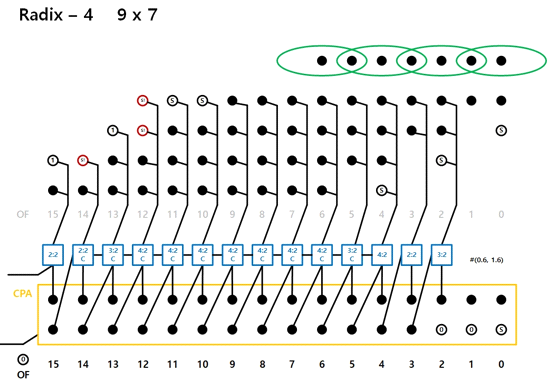 Radix – 4 9 x 7
S S
1
1 S
S
S
OF 15 14 13 12 11 10 9 8 7 6 5 4 3 2 1 0
2:2 2:2 C 3:2 C 4:2 C 4:2 C 4:2 C 4:2 C 4:2 C 4:2 C 4:2 C 3:2 C 4:2 2:2 3:2 #(0.6, 1.6)
CPA
0 0 S
0 15 14 13 12 11 10 9 8 7 6 5 4 3 2 1 0
OF